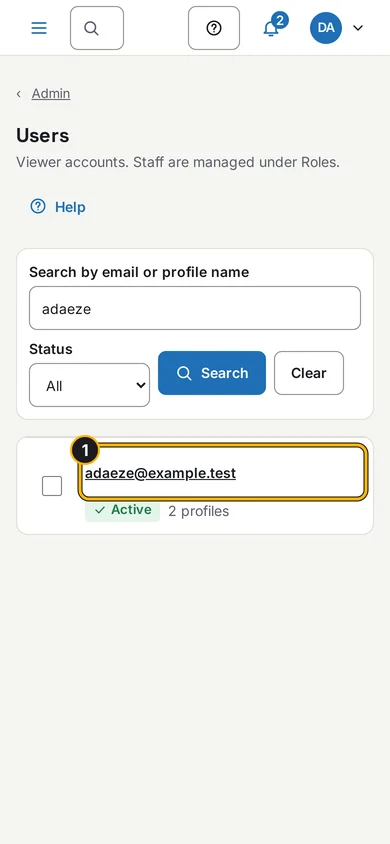 2
DA
‹ Admin
Users
Viewer accounts. Staff are managed under Roles.
Help
Search by email or profile name
adaeze
Status
All
Search
Clear
1
adaeze@example.test
Active
2 profiles